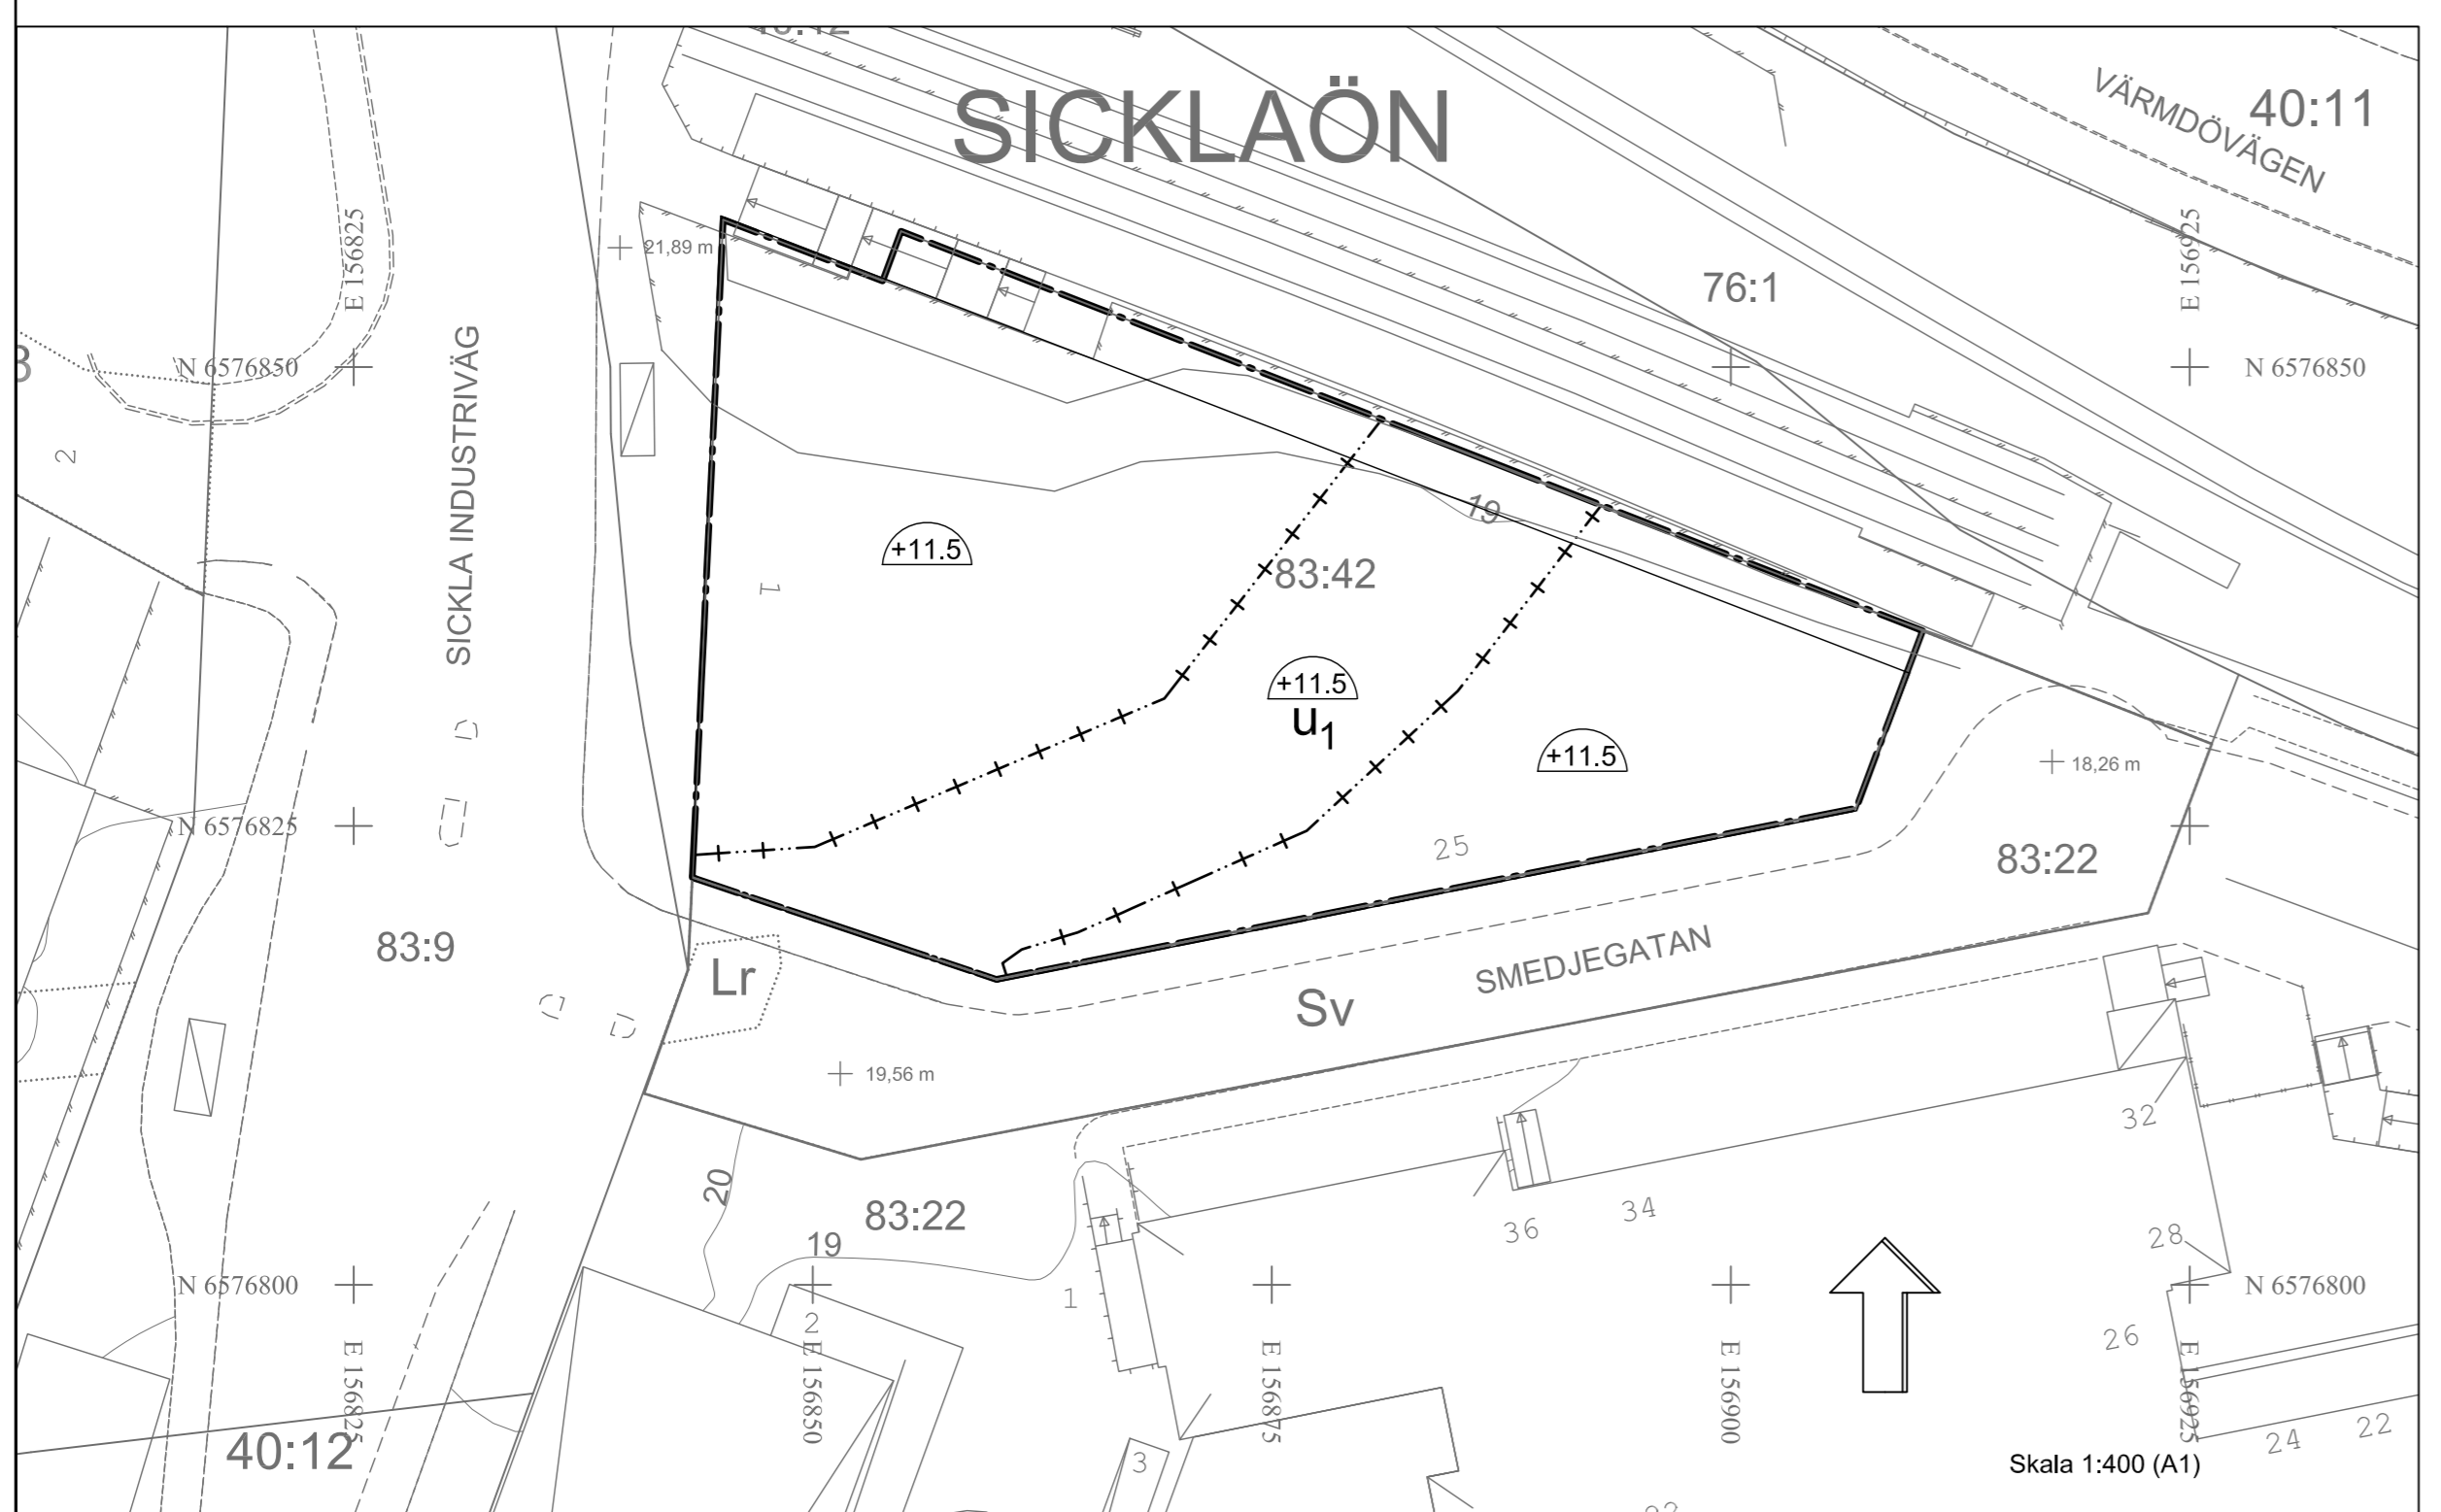 SICKLAÖN
VÄRMDÖVÄGEN
40:11
E 156825
21,89 m
76:1
E 156925
N 6576850
N 6576850
SICKLA INDUSTRIVÄG
2
19
+11.5
83:42
1
+11.5
u1
+11.5
18,26 m
N 6576825
25
83:22
83:9
Lr
SMEDJEGATAN
Sv
19,56 m
32
20
83:22
19
36
34
28
N 6576800
1
N 6576800
2
26
E 156825
E 156850
E 156875
E 156900
E 156925
40:12
3
24
22
Skala 1:400 (A1)